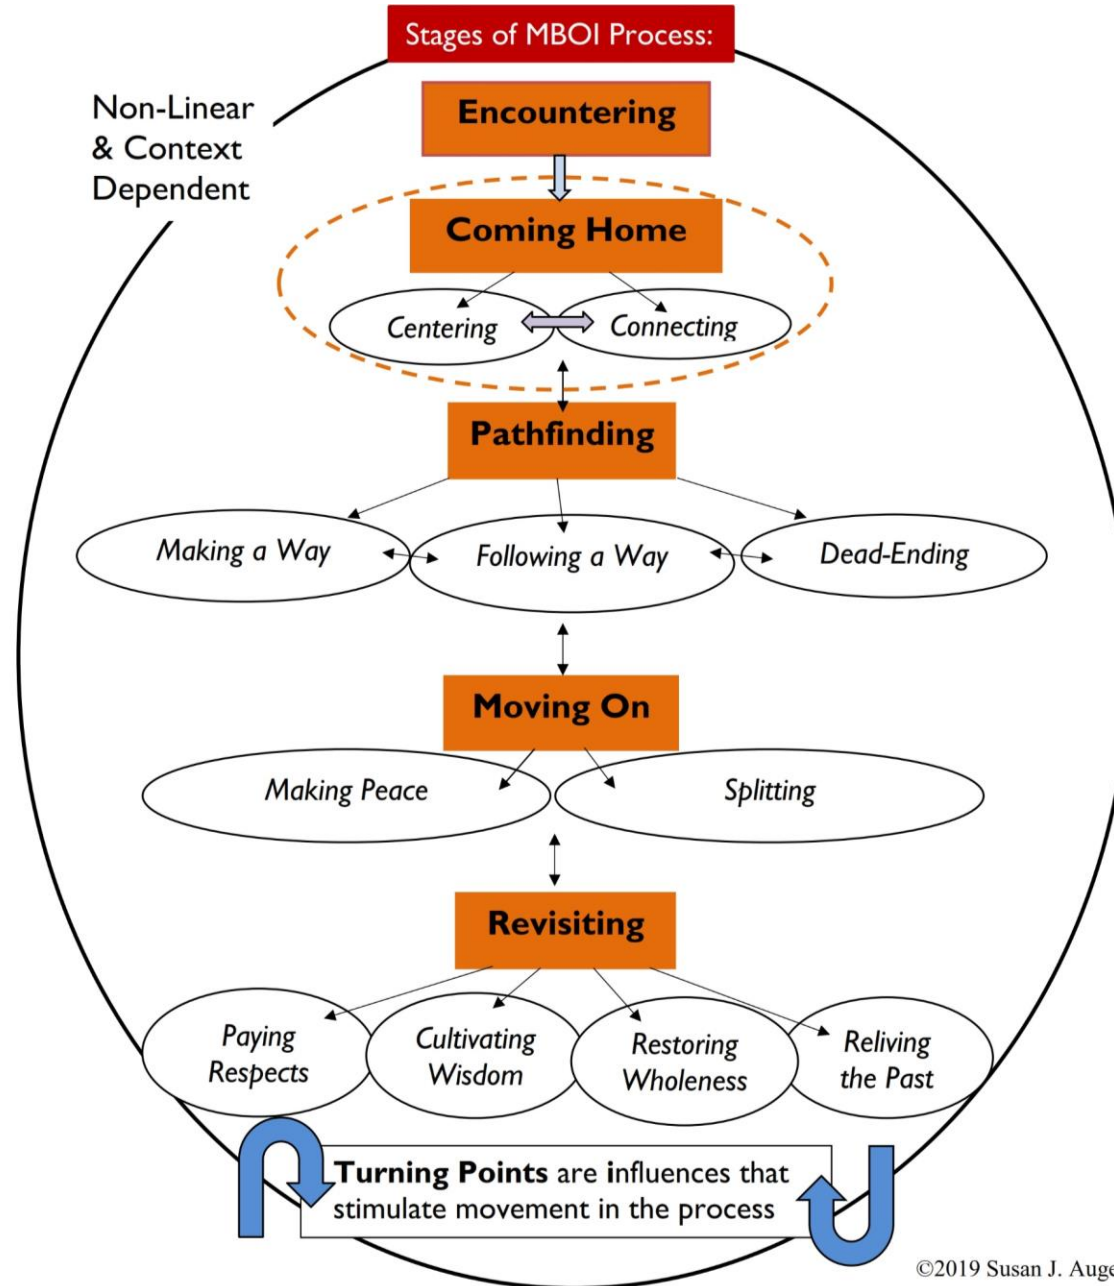 Stages of MBOI Process:
Non-Linear
& Context
Dependent
Encountering
Coming Home
Centering
Connecting
Pathfinding
Making a Way
Following a Way
Dead-Ending
Moving On
Making Peace
Splitting
Revisiting
Paying
Respects
Cultivating
Wisdom
Restoring
Wholeness
Reliving
the Past
Turning Points are influences that
stimulate movement in the process
©2019 Susan J. Auge